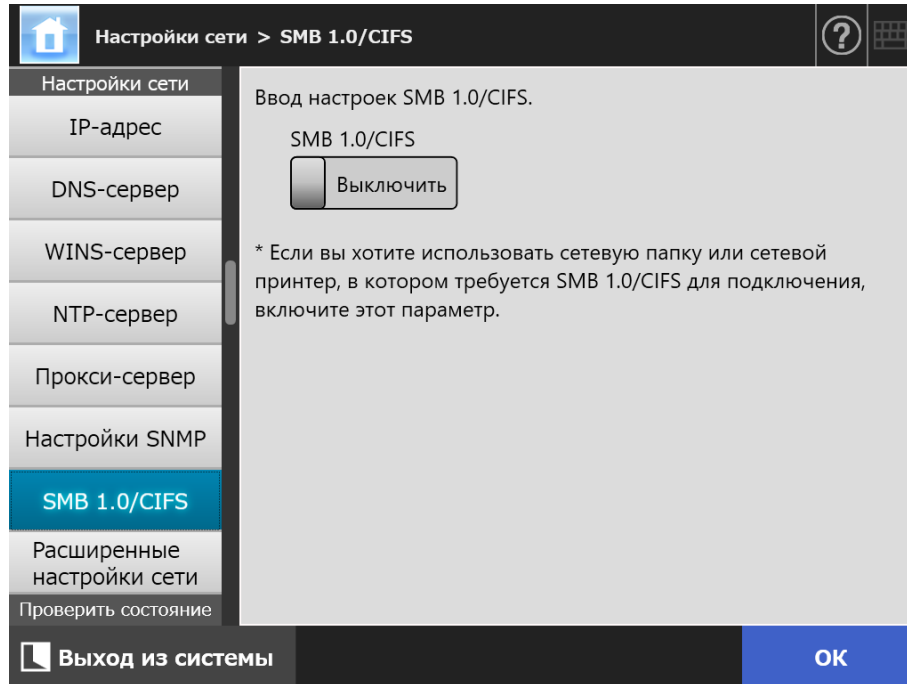 Настройки сети > SMB 1.0/CIFS
?
Настройки сети
IP-адрес
DNS-сервер
WINS-сервер
NTP-сервер
Прокси-сервер
Настройки SNMP
SMB 1.0/CIFS
Расширенные
настройки сети
Проверить состояние
Ввод настроек SMB 1.0/CIFS.
SMB 1.0/CIFS
Выключить
* Если вы хотите использовать сетевую папку или сетевой
принтер, в котором требуется SMB 1.0/CIFS для подключения,
включите этот параметр.
Выход из системы
ОК